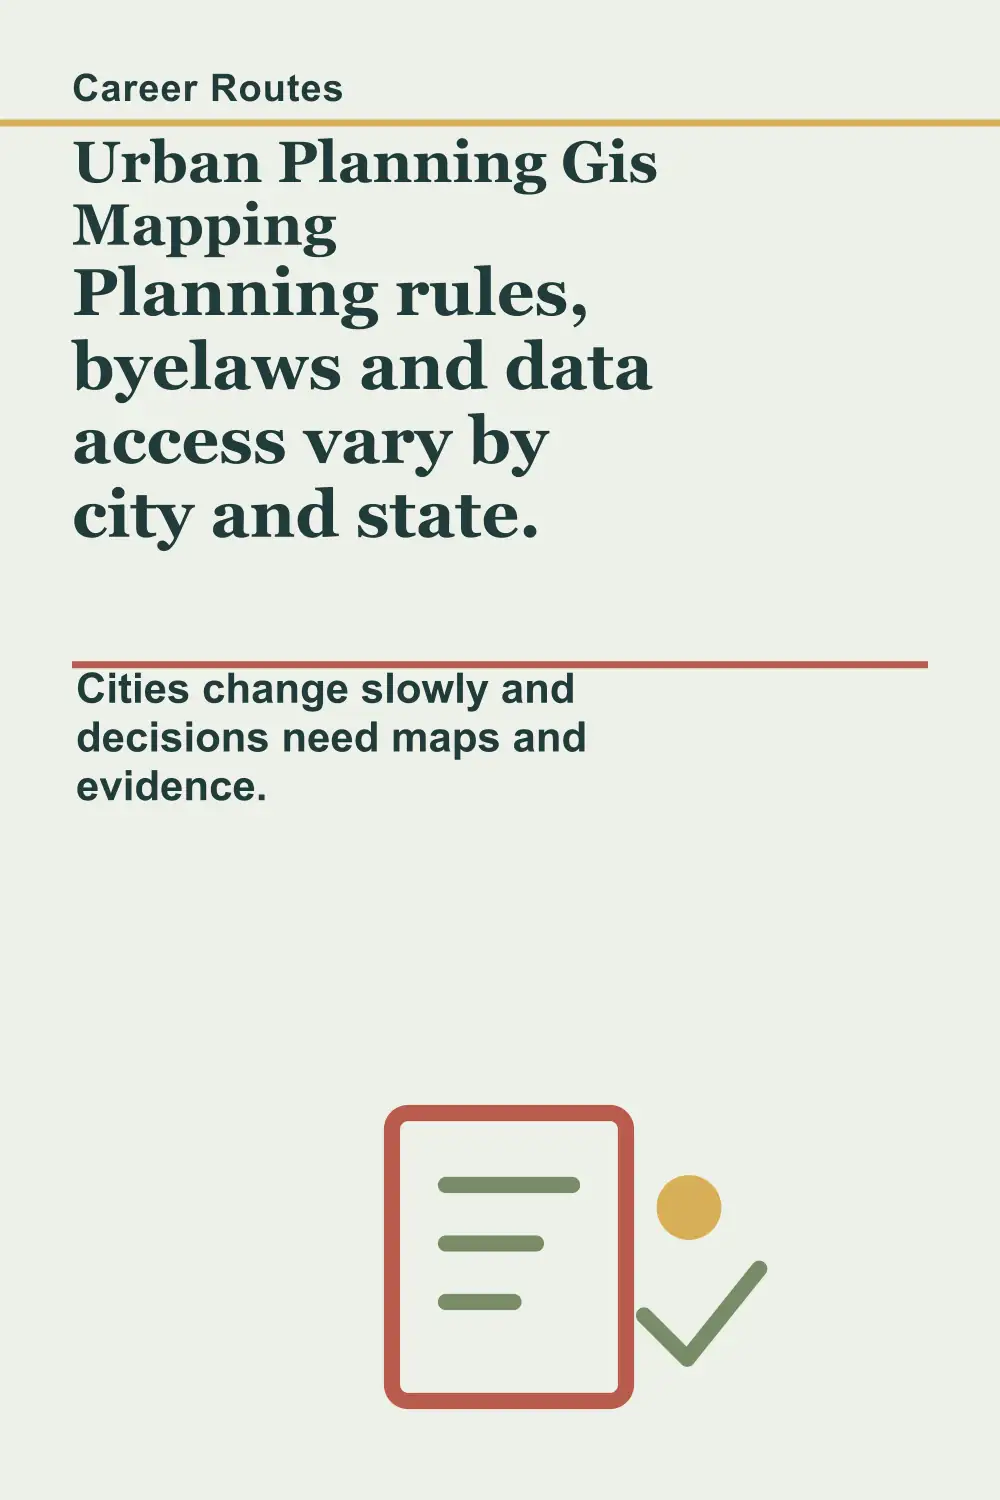 Career Routes
Urban Planning Gis
Mapping
Planning rules,
byelaws and data
access vary by
city and state.
Cities change slowly and
decisions need maps and
evidence.